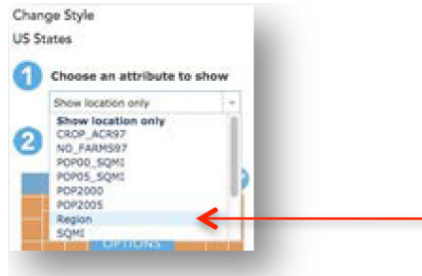 Change Style
US States
1 Choose an attribute to show
Show location only
2
Show location only
CROP_ACR97
NO_FARMS97
POP00_SQMI
POP05_SQMI
POP2000
POP2005
Region
SQMI
OPTIONS